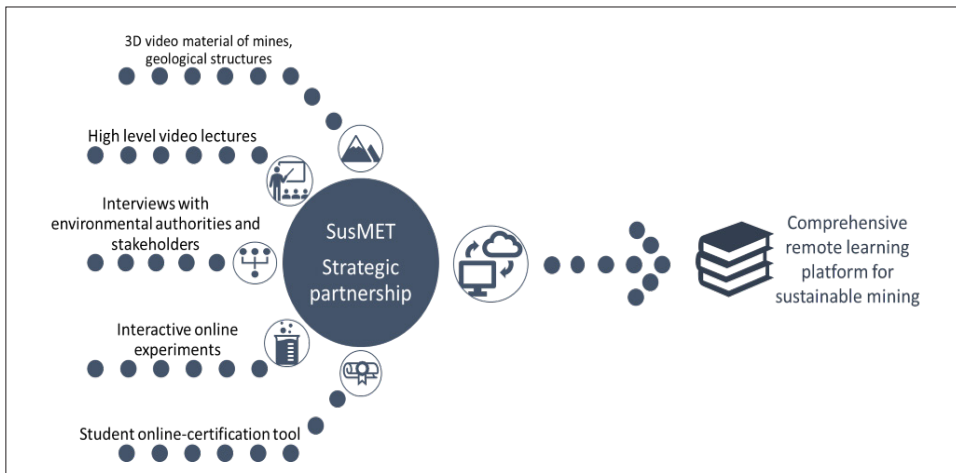 3D video material of mines,
geological structures
High level video lectures
Interviews with
environmental authorities and
stakeholders
Interactive online
experiments
Student online-certification tool
SusMET
Strategic
partnership
Comprehensive
remote learning
platform for
sustainable mining